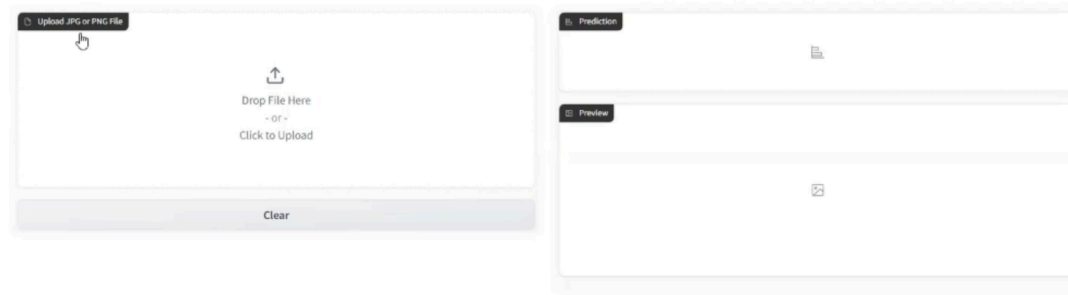 Upload JPG or PNG File
Drop File Here
- or -
Click to Upload
Clear
Prediction
Preview